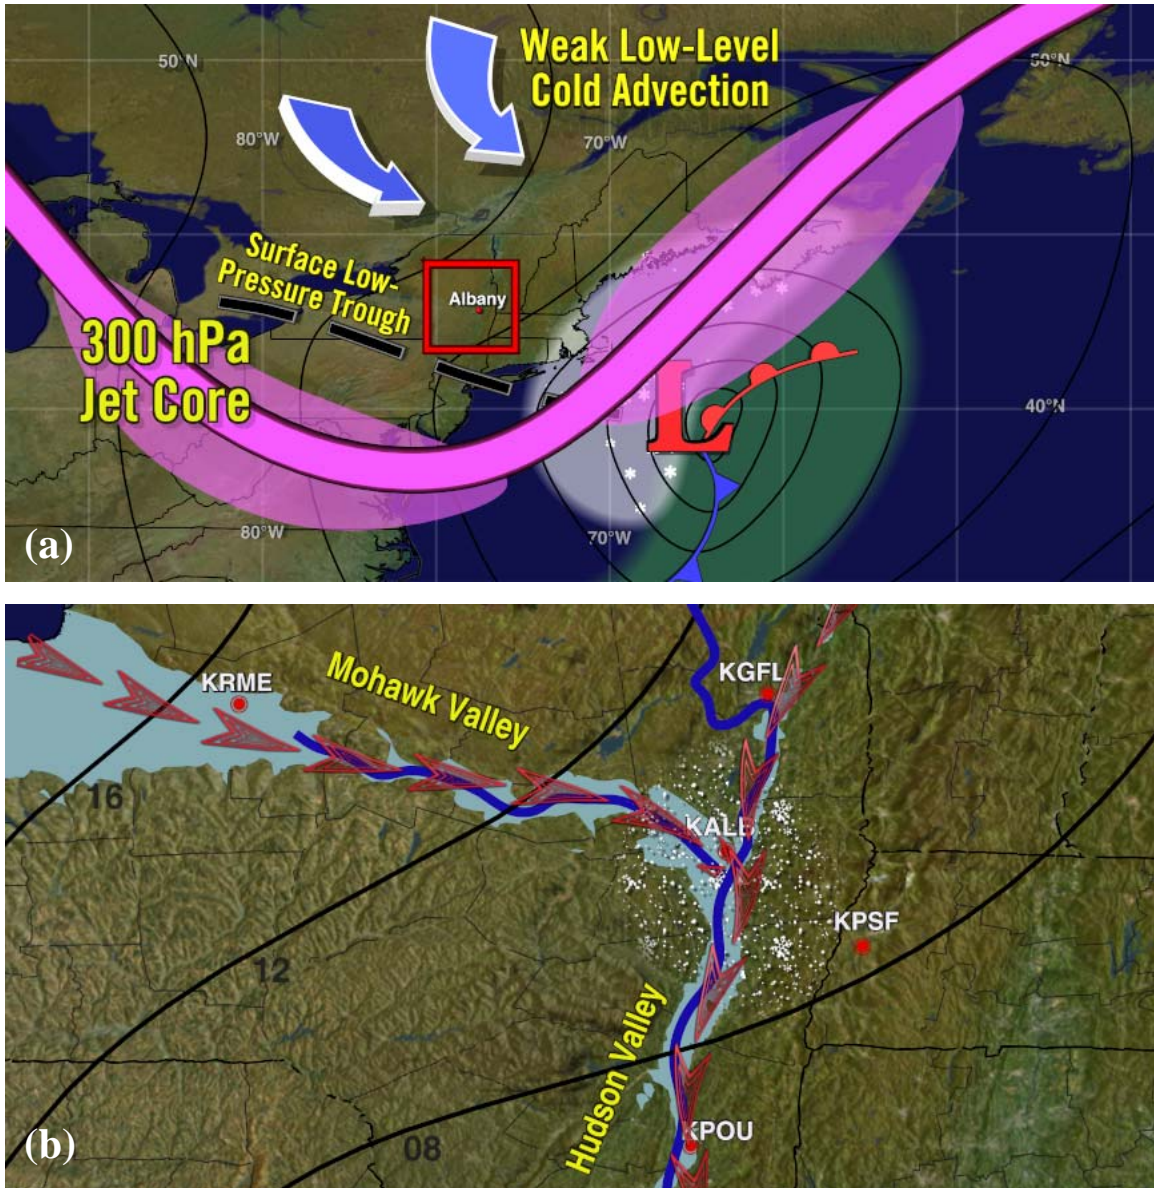 Weak Low-Level
Cold Advection
50°N
50°N
80°W
70°W
Surface Low-
Pressure Trough
Albany
300 hPa
Jet Core
L
40°N
80°W
70°W
(a)
KRME
Mohawk Valley
KGFL
16
KALB
KPSF
12
Hudson Valley
08
KPOU
(b)